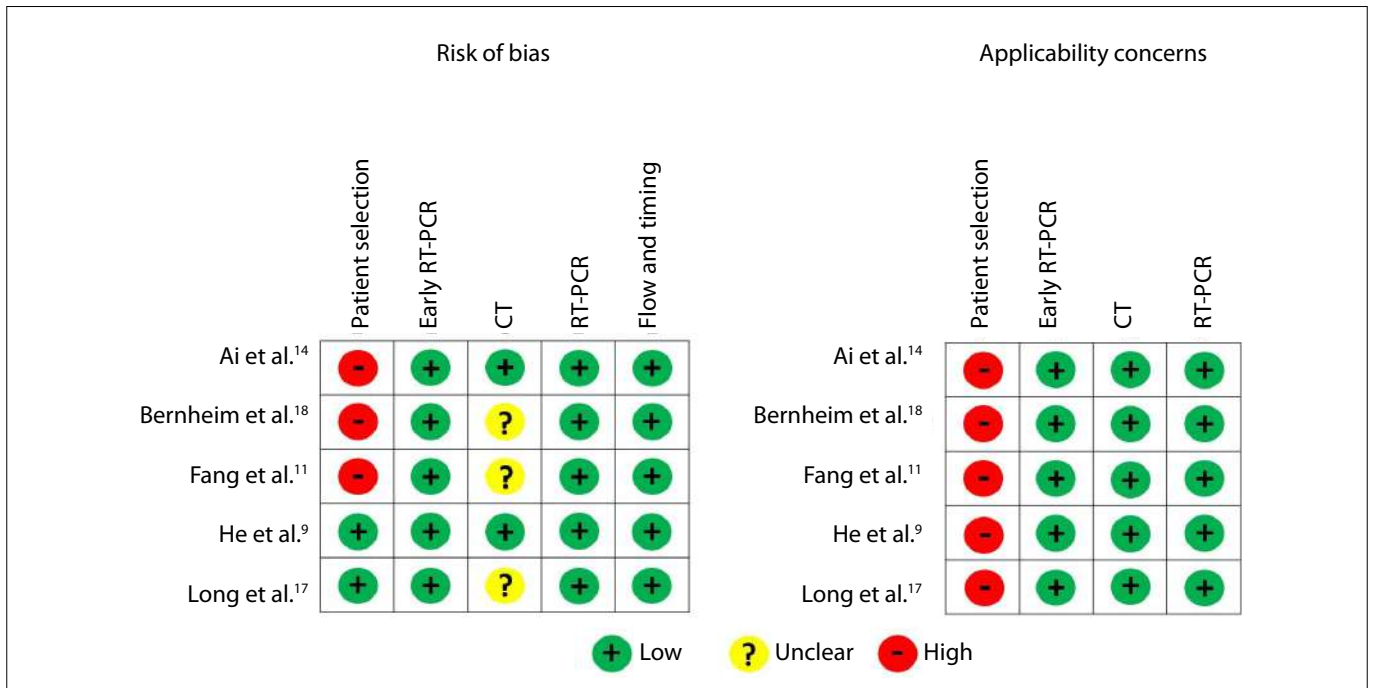 Risk of bias
Applicability concerns
Patient selection
Early RT-PCR
CT
RT-PCR
Flow and timing
Patient selection
Early RT-PCR
CT
RT-PCR
Ai et al.14 - + + + +
Bernheim et al.18 - + ? + +
Fang et al.11 - + ? + +
He et al.9 + + + + +
Long et al.17 + + ? + +
Ai et al.14 - + + +
Bernheim et al.18 - + + +
Fang et al.11 - + + +
He et al.9 - + + +
Long et al.17 - + + +
+ Low ? Unclear - High